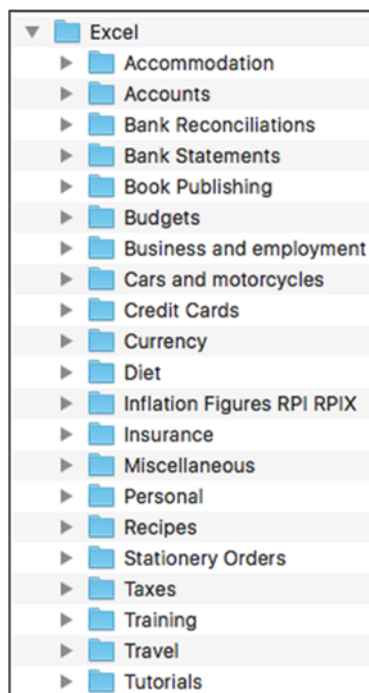 Excel
Accommodation
Accounts
Bank Reconciliations
Bank Statements
Book Publishing
Budgets
Business and employment
Cars and motorcycles
Credit Cards
Currency
Diet
Inflation Figures RPI RPIX
Insurance
Miscellaneous
Personal
Recipes
Stationery Orders
Taxes
Training
Travel
Tutorials